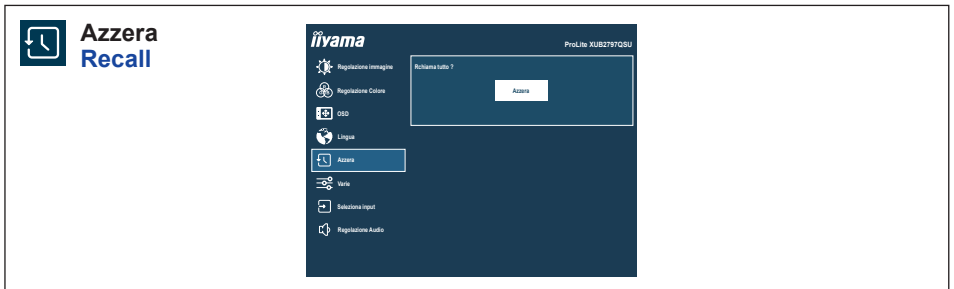 Azzera
Recall
iiyama
ProLite XUB2797QSU
Regolazione Immagine
Rchiama tutto ?
Regolazione Colore
Azzera
OSD
Lingua
Azzera
Varie
Seleziona input
Regolazione Audio